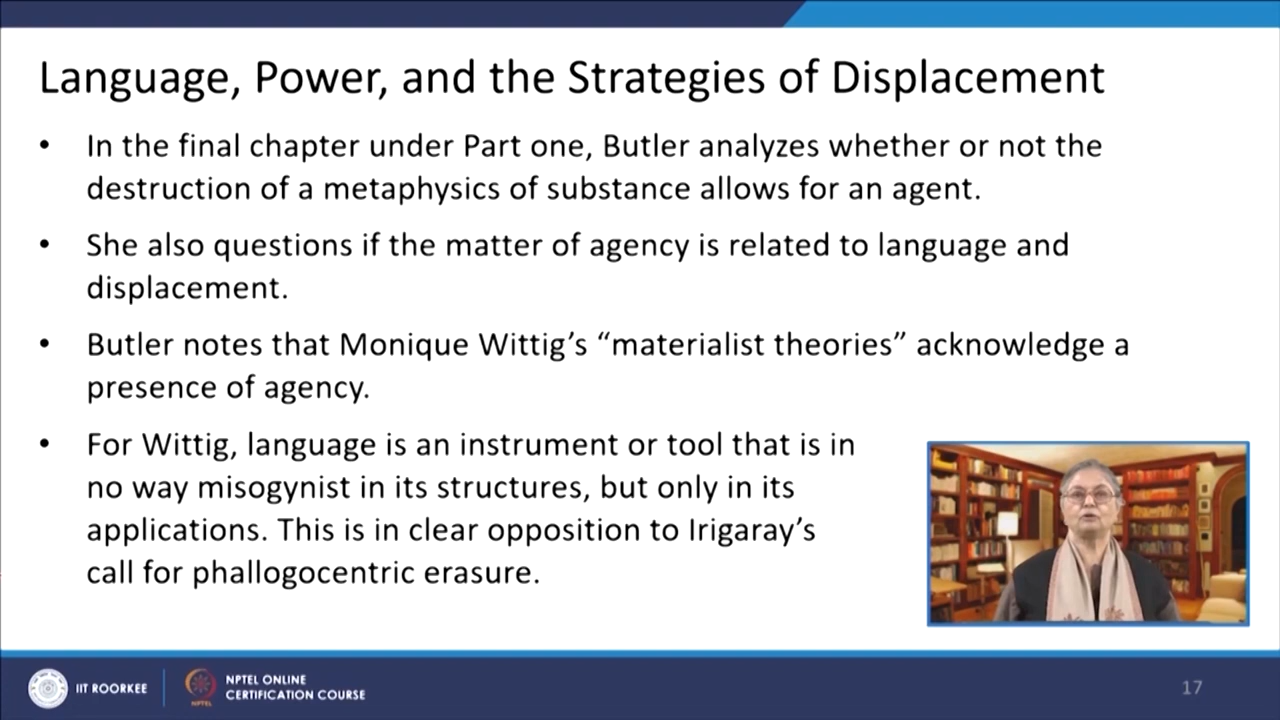 Language, Power, and the Strategies of Displacement
• In the final chapter under Part one, Butler analyzes whether or not the
destruction of a metaphysics of substance allows for an agent.
• She also questions if the matter of agency is related to language and
displacement.
• Butler notes that Monique Wittig’s “materialist theories” acknowledge a
presence of agency.
• For Wittig, language is an instrument or tool that is in
no way misogynist in its structures, but only in its
applications. This is in clear opposition to Irigaray’s
call for phallogocentric erasure.
IIT ROORKEE
NPTEL
NPTEL ONLINE
CERTIFICATION COURSE
17